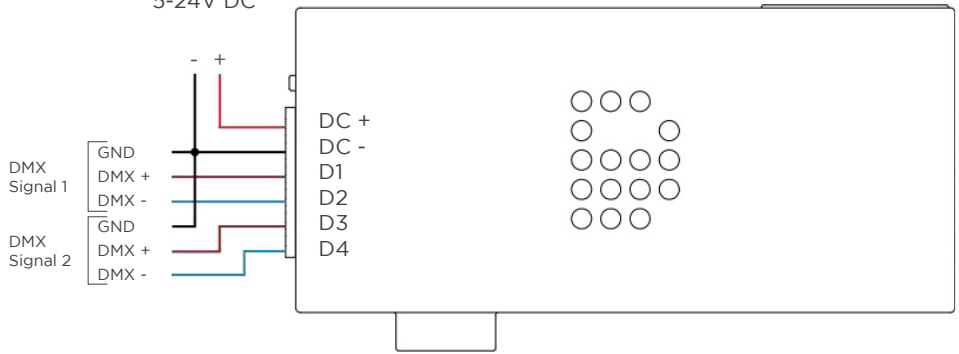 5-24V DC
- +
DC +
DC -
D1
D2
D3
D4
DMX
Signal 1
GND
DMX +
DMX -
DMX
Signal 2
GND
DMX +
DMX -